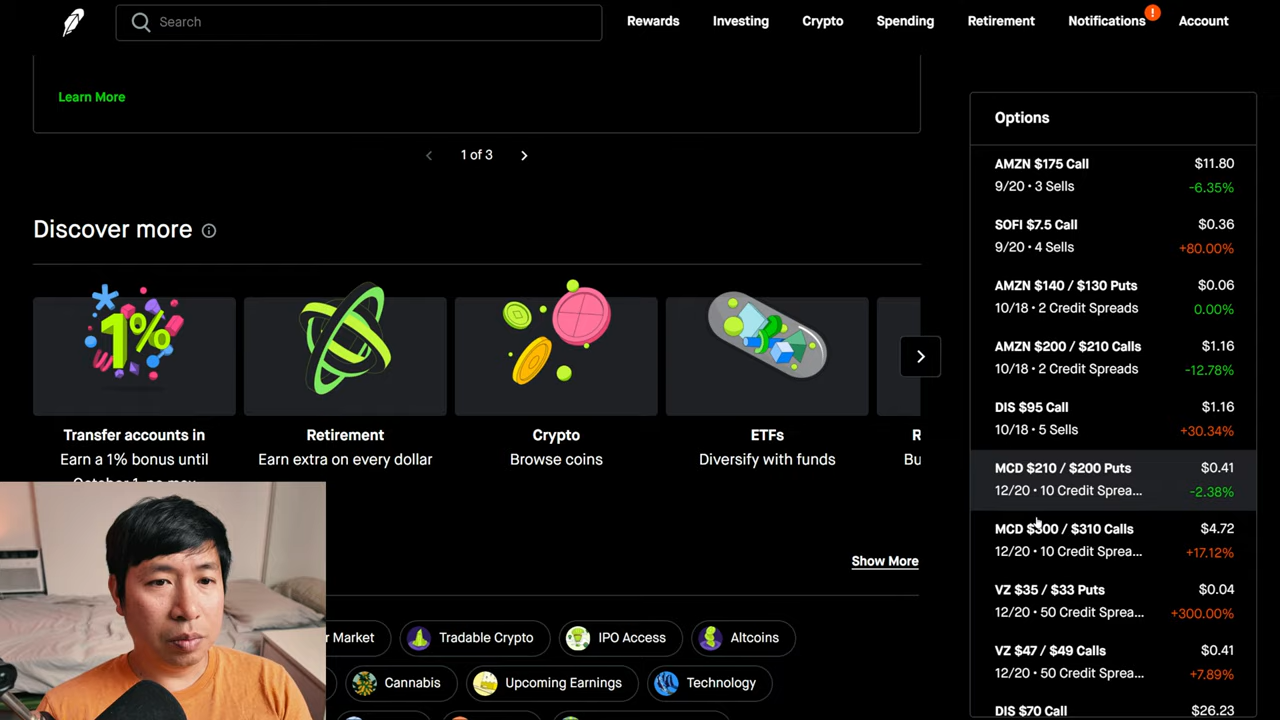 Search
Rewards
Investing
Crypto
Spending
Retirement
Notifications
!
Account
Learn More
1 of 3
Discover more
1%
Transfer accounts in
Earn a 1% bonus until
Retirement
Earn extra on every dollar
Crypto
Browse coins
ETFs
Diversify with funds
R
Bu
Show More
Market
Tradable Crypto
IPO Access
Altcoins
Cannabis
Upcoming Earnings
Technology
Options
AMZN $175 Call $11.80
9/20 • 3 Sells -6.35%
SOFI $7.5 Call $0.36
9/20 • 4 Sells +80.00%
AMZN $140 / $130 Puts $0.06
10/18 • 2 Credit Spreads 0.00%
AMZN $200 / $210 Calls $1.16
10/18 • 2 Credit Spreads -12.78%
DIS $95 Call $1.16
10/18 • 5 Sells +30.34%
MCD $210 / $200 Puts $0.41
12/20 • 10 Credit Sprea... -2.38%
MCD $300 / $310 Calls $4.72
12/20 • 10 Credit Sprea... +17.12%
VZ $35 / $33 Puts $0.04
12/20 • 50 Credit Sprea... +300.00%
VZ $47 / $49 Calls $0.41
12/20 • 50 Credit Sprea... +7.89%
DIS $70 Call $26.23